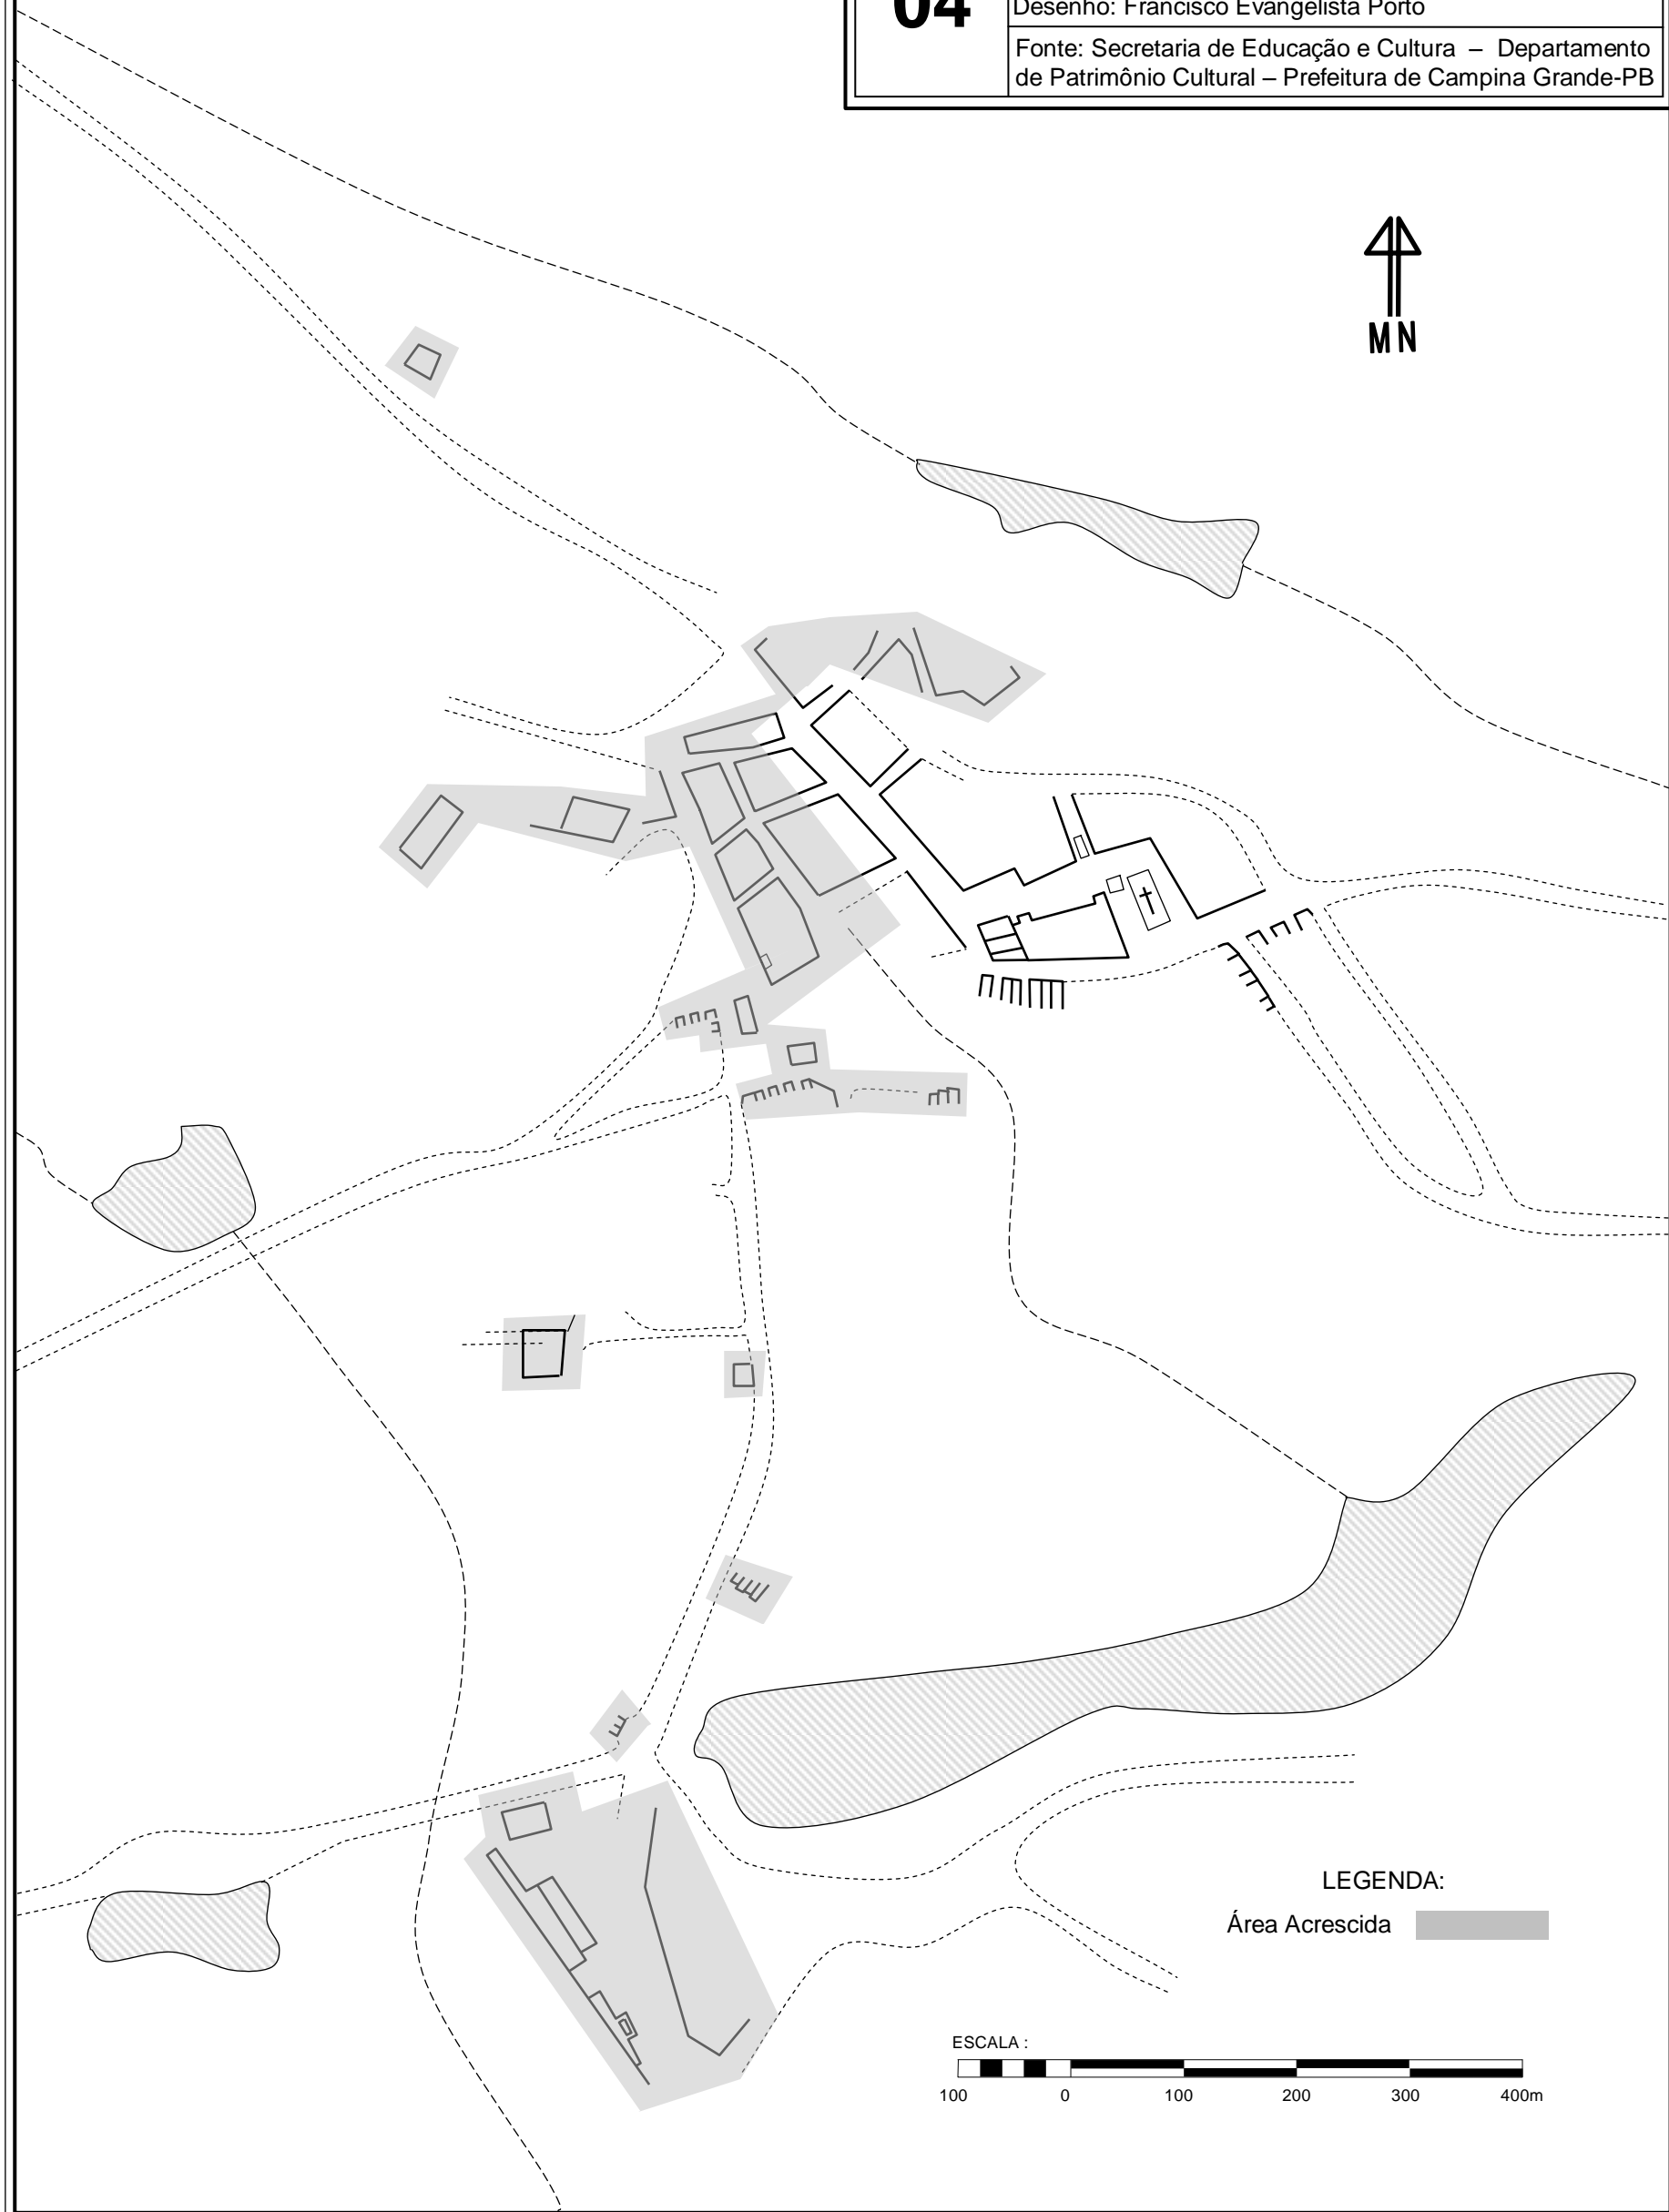 04
Desenho: Francisco Evangelista Porto
Fonte: Secretaria de Educação e Cultura – Departamento
de Patrimônio Cultural – Prefeitura de Campina Grande-PB
MN
LEGENDA:
Área Acrescida
ESCALA :
100 0 100 200 300 400m